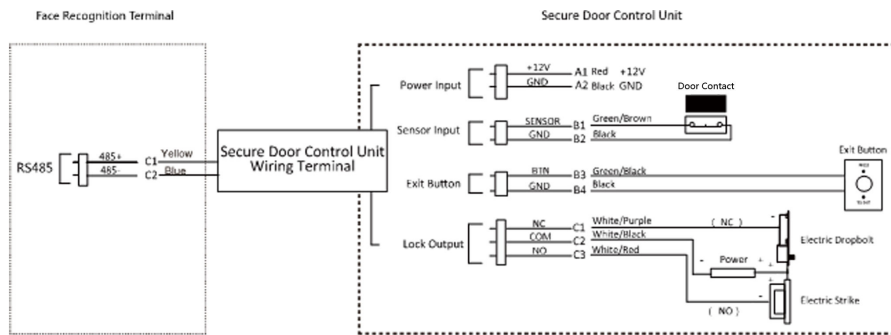 Face Recognition Terminal
Secure Door Control Unit
RS485
485+ C1 Yellow
485- C2 Blue
Secure Door Control Unit
Wiring Terminal
Power Input
+12V A1 Red +12V
GND A2 Black GND
Door Contact
Sensor Input
SENSOR B1 Green/Brown
GND B2 Black
Exit Button
Exit Button
BTN B3 Green/Black
GND B4 Black
Lock Output
NC C1 White/Purple ( NC ) -
COM C2 White/Black
NO C3 White/Red
Electric Dropbolt
- Power + +
+
- Electric Strike
( NO )